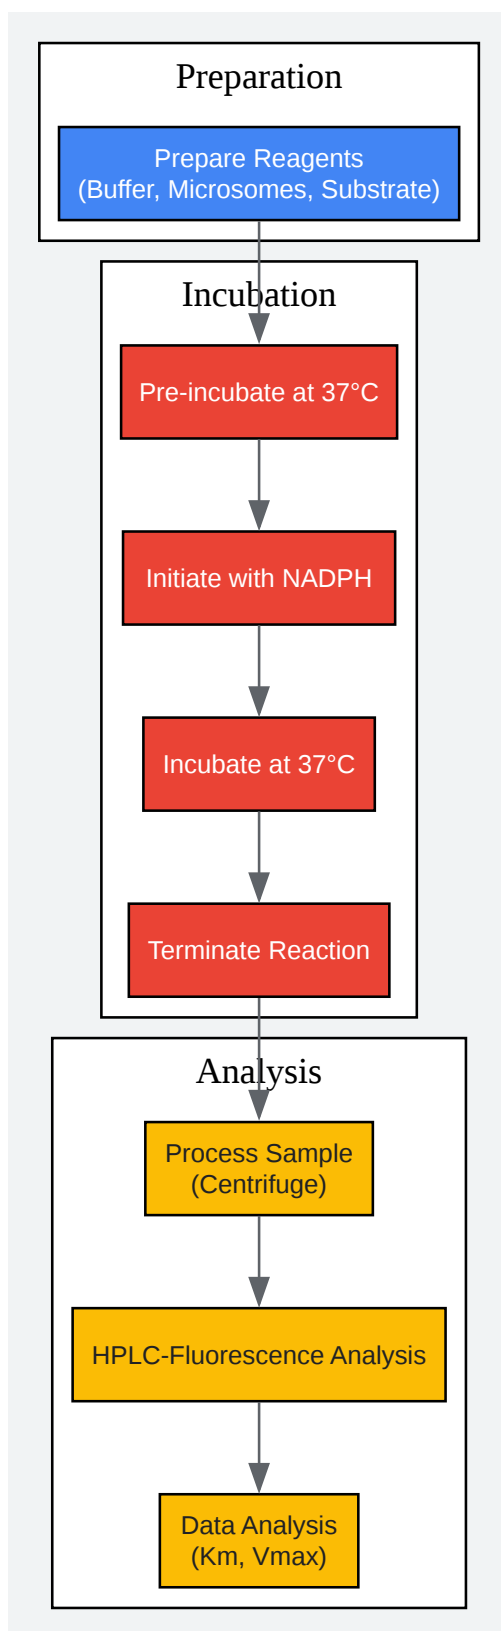 Preparation
Prepare Reagents
(Buffer, Microsomes, Substrate)
Incubation
Pre-incubate at 37°C
Initiate with NADPH
Incubate at 37°C
Terminate Reaction
Analysis
Process Sample
(Centrifuge)
HPLC-Fluorescence Analysis
Data Analysis
(Km, Vmax)